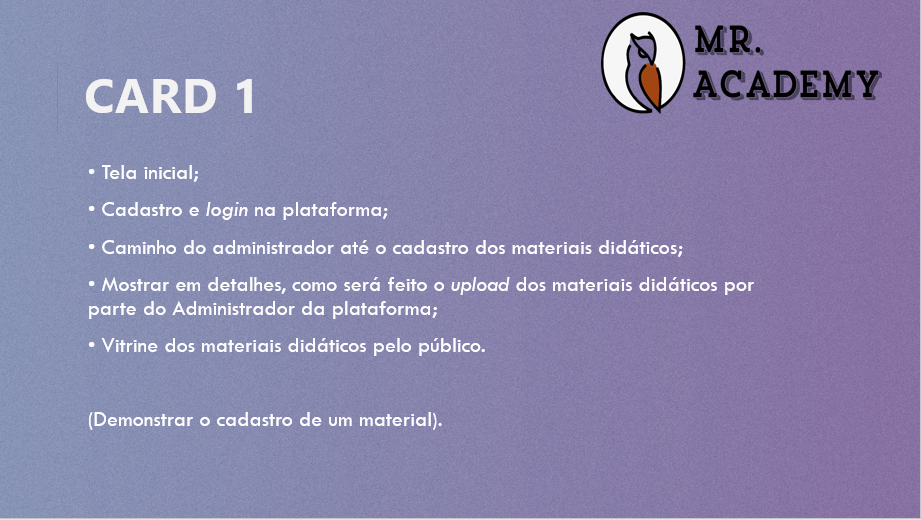 MR.
ACADEMY
CARD 1
• Tela inicial;
• Cadastro e login na plataforma;
• Caminho do administrador até o cadastro dos materiais didáticos;
• Mostrar em detalhes, como será feito o upload dos materiais didáticos por
parte do Administrador da plataforma;
• Vitrine dos materiais didáticos pelo público.
(Demonstrar o cadastro de um material).